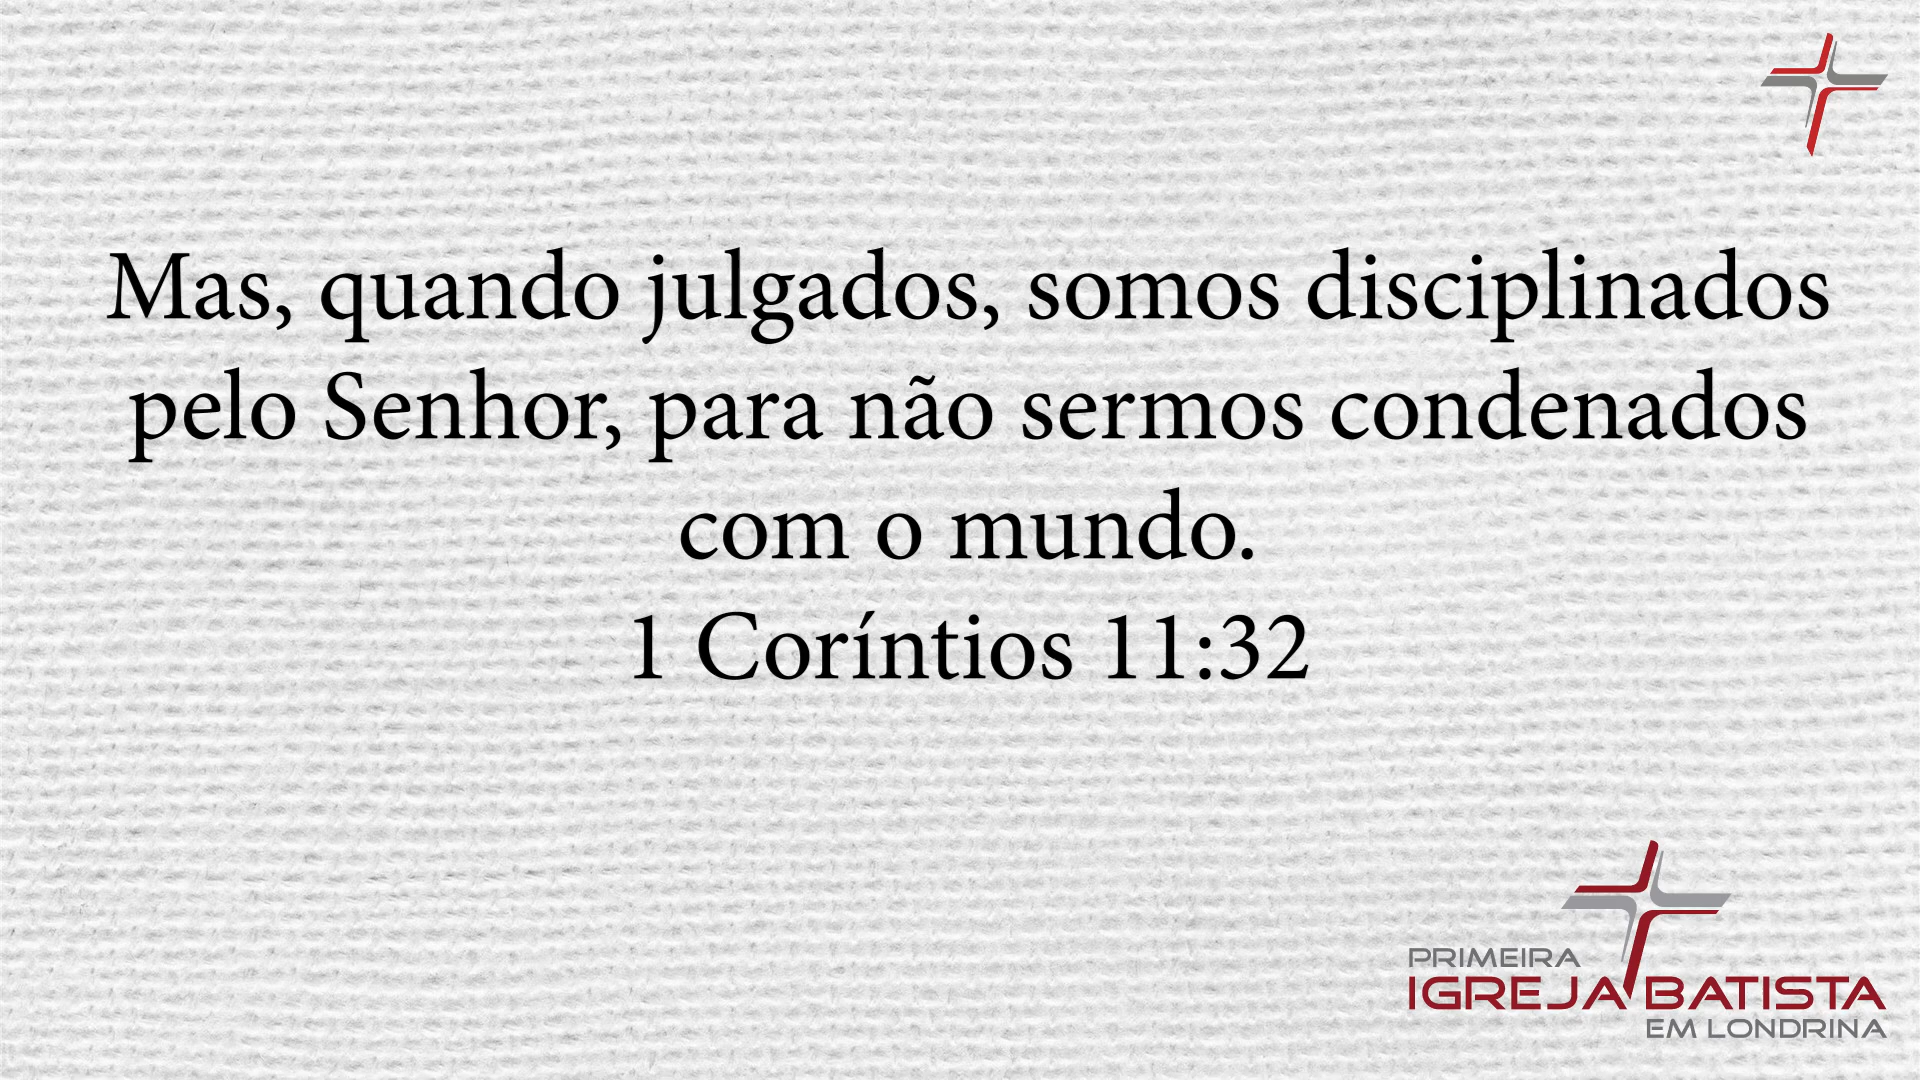 Mas, quando julgados, somos disciplinados
pelo Senhor, para não sermos condenados
com o mundo.
1 Coríntios 11:32
PRIMEIRA
IGREJA BATISTA
EM LONDRINA